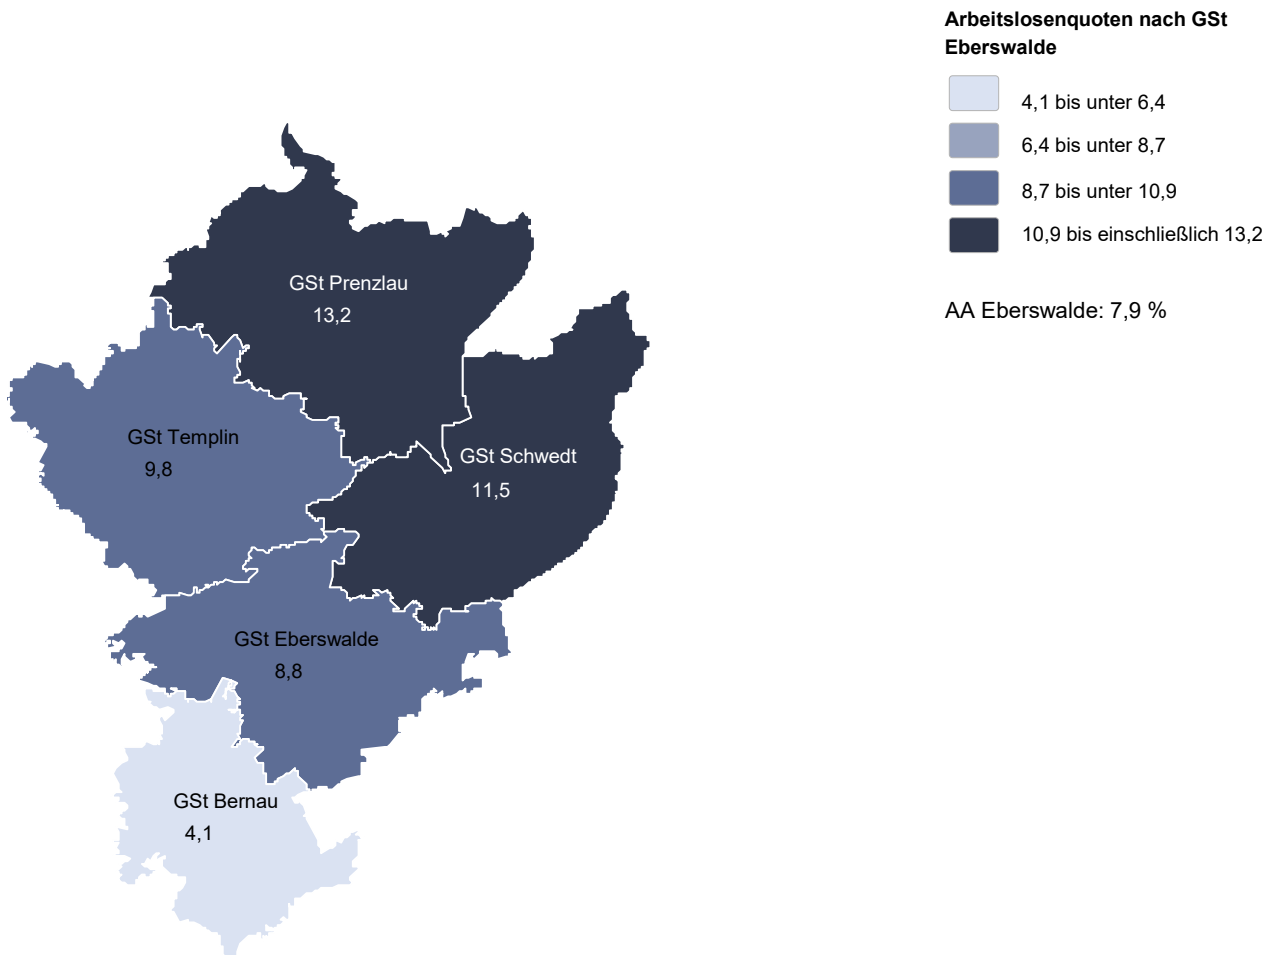 Arbeitslosenquoten nach GSt
Eberswalde
4,1 bis unter 6,4
6,4 bis unter 8,7
8,7 bis unter 10,9
10,9 bis einschließlich 13,2
AA Eberswalde: 7,9 %
GSt Prenzlau
13,2
GSt Templin
9,8
GSt Schwedt
11,5
GSt Eberswalde
8,8
GSt Bernau
4,1